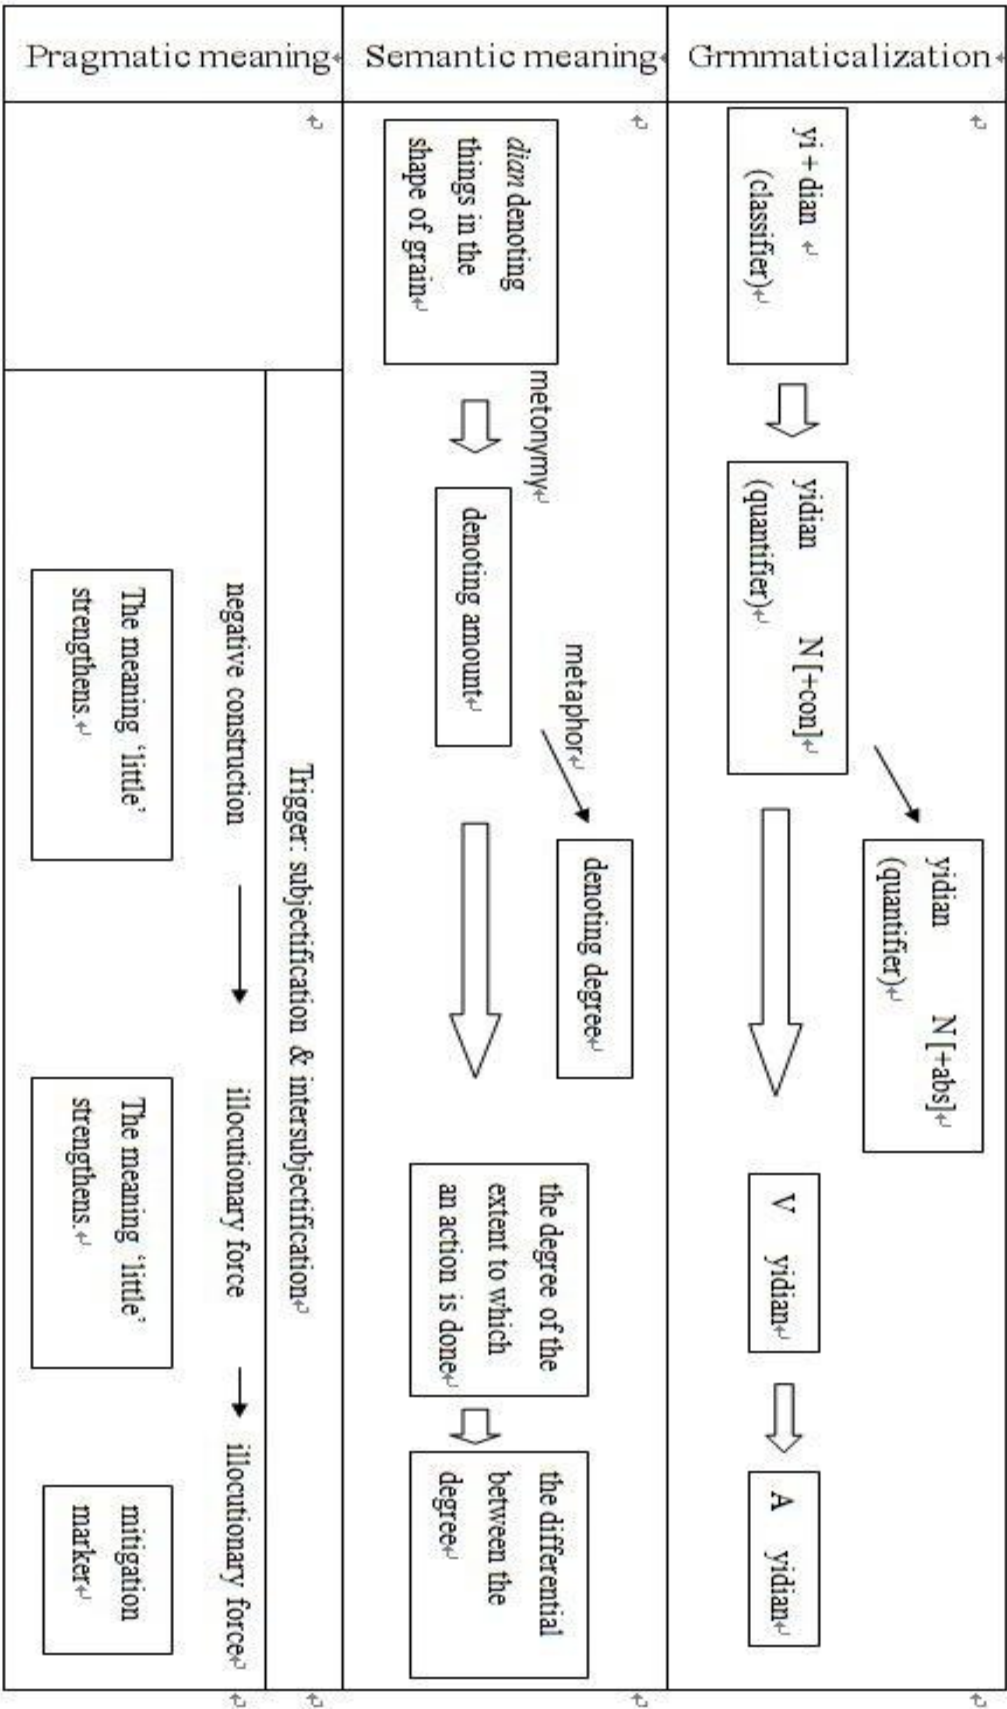 Grmmaticalization
yi + dian
(classifier)
yidian N [+con]
(quantifier)
yidian N [+abs]
(quantifier)
V yidian
A yidian
Semantic meaning
dian denoting
things in the
shape of grain
metonymy
denoting amount
metaphor
denoting degree
the degree of the
extent to which
an action is done
the differential
between the
degree
Pragmatic meaning
Trigger: subjectification & intersubjectification
negative construction
illocutionary force
illocutionary force
The meaning ‘little’
strengthens.
The meaning ‘little’
strengthens.
mitigation
marker